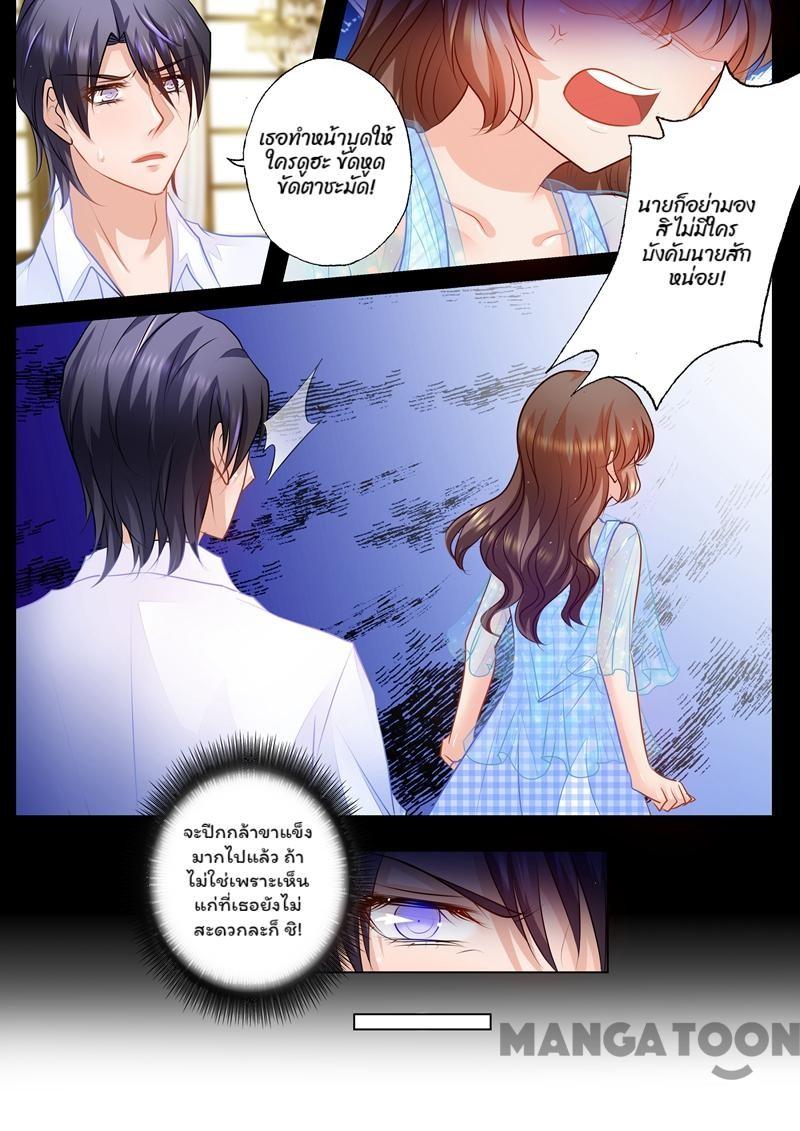 เธอทำหน้าบูดให้
ใครดูฮะ ขัดหูด
ขัดตาชะมัด!
นายก็อย่ามอง
สิ ไม่มีใคร
บังคับนายสัก
หน่อย!
จะปีกกล้าขาแข็ง
มากไปแล้ว ถ้า
ไม่ใช่เพราะเห็น
แก่ที่เธอยังไม่
สะดวกละก็ ชิ!
MANGATOON